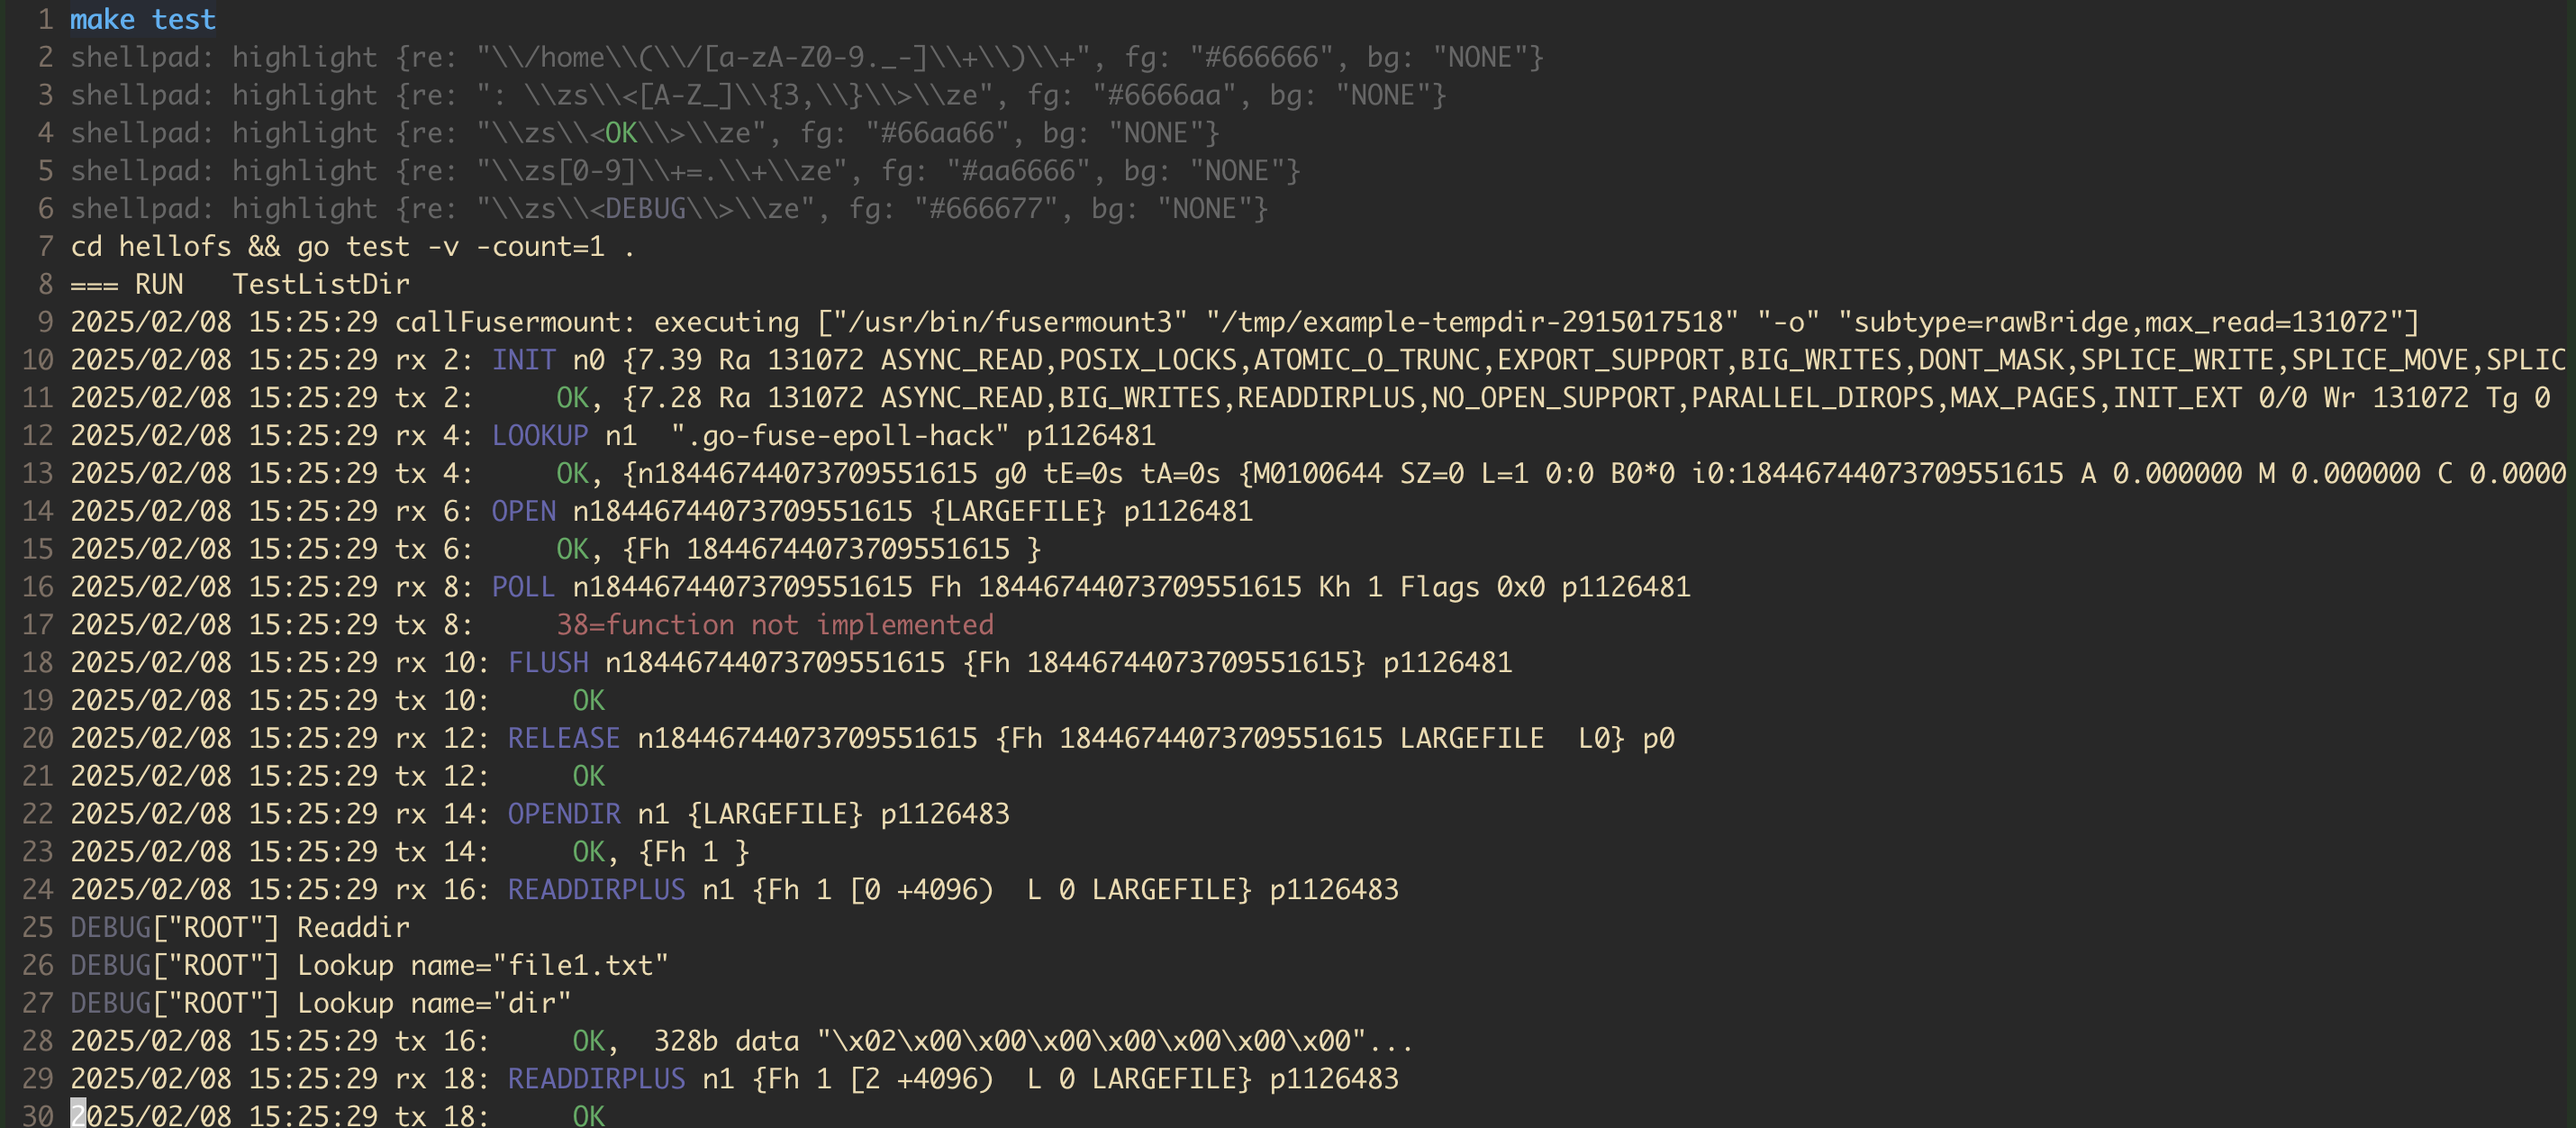 1 make test
2 shellpad: highlight {re: "\\/home\\(\\/[a-zA-Z0-9._-]\\+\\)\\+", fg: "#666666", bg: "NONE"}
3 shellpad: highlight {re: ": \\zs\\<[A-Z_]\\{3,\\}\\>\\ze", fg: "#6666aa", bg: "NONE"}
4 shellpad: highlight {re: "\\zs\\<OK\\>\\ze", fg: "#66aa66", bg: "NONE"}
5 shellpad: highlight {re: "\\zs[0-9]\\+=.\\+\\ze", fg: "#aa6666", bg: "NONE"}
6 shellpad: highlight {re: "\\zs\\<DEBUG\\>\\ze", fg: "#666677", bg: "NONE"}
7 cd hellofs && go test -v -count=1 .
8 === RUN   TestListDir
9 2025/02/08 15:25:29 callFusermount: executing ["/usr/bin/fusermount3" "/tmp/example-tempdir-2915017518" "-o" "subtype=rawBridge,max_read=131072"]
10 2025/02/08 15:25:29 rx 2: INIT n0 {7.39 Ra 131072 ASYNC_READ,POSIX_LOCKS,ATOMIC_O_TRUNC,EXPORT_SUPPORT,BIG_WRITES,DONT_MASK,SPLICE_WRITE,SPLICE_MOVE,SPLIC
11 2025/02/08 15:25:29 tx 2:     OK, {7.28 Ra 131072 ASYNC_READ,BIG_WRITES,READDIRPLUS,NO_OPEN_SUPPORT,PARALLEL_DIROPS,MAX_PAGES,INIT_EXT 0/0 Wr 131072 Tg 0
12 2025/02/08 15:25:29 rx 4: LOOKUP n1  ".go-fuse-epoll-hack" p1126481
13 2025/02/08 15:25:29 tx 4:     OK, {n18446744073709551615 g0 tE=0s tA=0s {M0100644 SZ=0 L=1 0:0 B0*0 i0:18446744073709551615 A 0.000000 M 0.000000 C 0.0000
14 2025/02/08 15:25:29 rx 6: OPEN n18446744073709551615 {LARGEFILE} p1126481
15 2025/02/08 15:25:29 tx 6:     OK, {Fh 18446744073709551615 }
16 2025/02/08 15:25:29 rx 8: POLL n18446744073709551615 Fh 18446744073709551615 Kh 1 Flags 0x0 p1126481
17 2025/02/08 15:25:29 tx 8:     38=function not implemented
18 2025/02/08 15:25:29 rx 10: FLUSH n18446744073709551615 {Fh 18446744073709551615} p1126481
19 2025/02/08 15:25:29 tx 10:     OK
20 2025/02/08 15:25:29 rx 12: RELEASE n18446744073709551615 {Fh 18446744073709551615 LARGEFILE  L0} p0
21 2025/02/08 15:25:29 tx 12:     OK
22 2025/02/08 15:25:29 rx 14: OPENDIR n1 {LARGEFILE} p1126483
23 2025/02/08 15:25:29 tx 14:     OK, {Fh 1 }
24 2025/02/08 15:25:29 rx 16: READDIRPLUS n1 {Fh 1 [0 +4096)  L 0 LARGEFILE} p1126483
25 DEBUG["ROOT"] Readdir
26 DEBUG["ROOT"] Lookup name="file1.txt"
27 DEBUG["ROOT"] Lookup name="dir"
28 2025/02/08 15:25:29 tx 16:     OK,  328b data "\x02\x00\x00\x00\x00\x00\x00\x00"...
29 2025/02/08 15:25:29 rx 18: READDIRPLUS n1 {Fh 1 [2 +4096)  L 0 LARGEFILE} p1126483
30 2025/02/08 15:25:29 tx 18:     OK